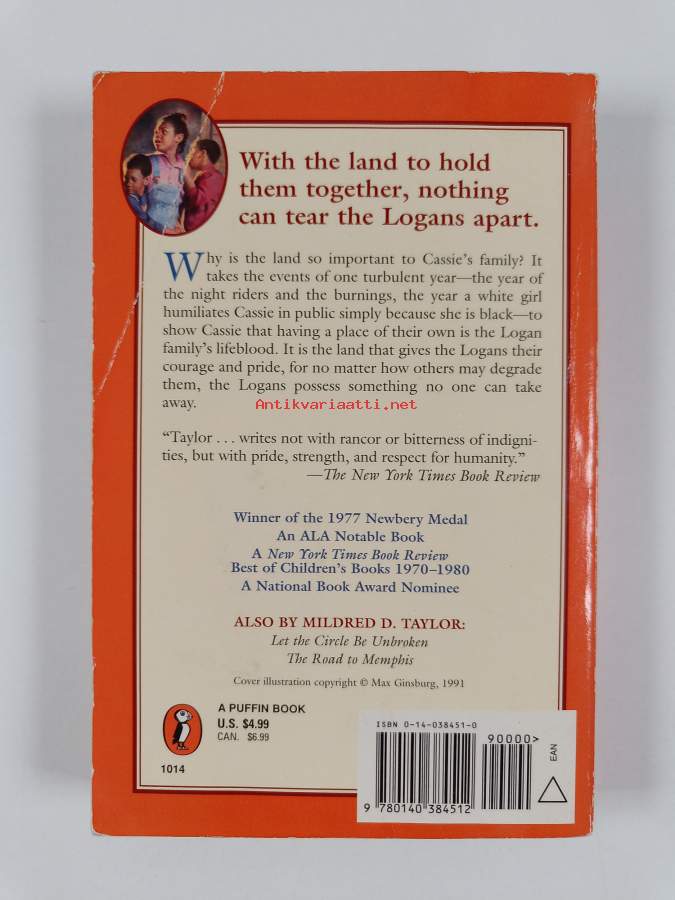 With the land to hold
them together, nothing
can tear the Logans apart.
Why is the land so important to Cassie's family? It
takes the events of one turbulent year—the year of
the night riders and the burnings, the year a white girl
humiliates Cassie in public simply because she is black—to
show Cassie that having a place of their own is the Logan
family's lifeblood. It is the land that gives the Logans their
courage and pride, for no matter how others may degrade
them, the Logans possess something no one can take
away.
Antikvariaatti.net
“Taylor . . . writes not with rancor or bitterness of indigni-
ties, but with pride, strength, and respect for humanity.”
—The New York Times Book Review
Winner of the 1977 Newbery Medal
An ALA Notable Book
A New York Times Book Review
Best of Children's Books 1970–1980
A National Book Award Nominee
ALSO BY MILDRED D. TAYLOR:
Let the Circle Be Unbroken
The Road to Memphis
Cover illustration copyright © Max Ginsburg, 1991
A PUFFIN BOOK
U.S. $4.99
CAN. $6.99
1014
ISBN 0-14-038451-0
90000>
EAN
9 780140 384512